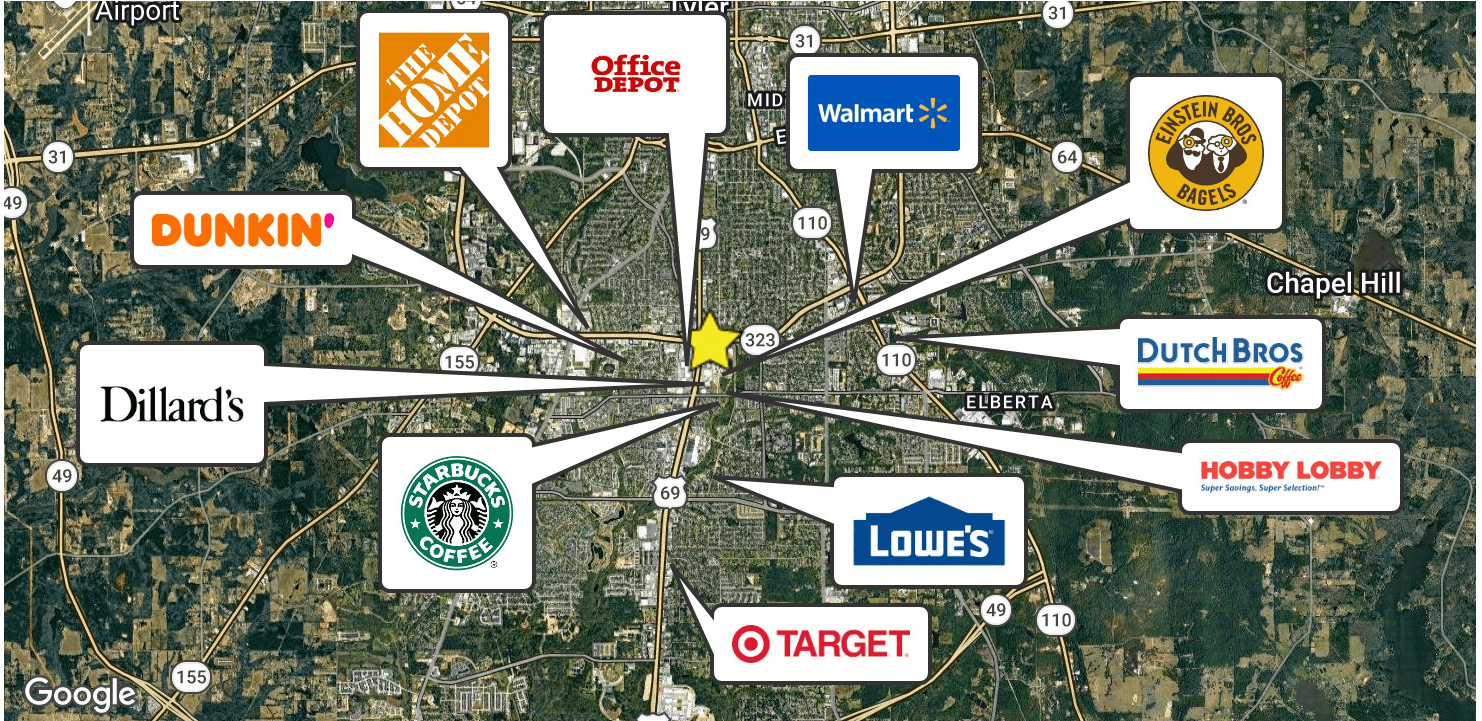 Airport
Tyler
31
31
THE
HOME
DEPOT
Office
DEPOT
Walmart
MID
E
EINSTEIN BROS
BAGELS
31
64
49
110
9
DUNKIN'
Chapel Hill
323
155
110
DUTCH BROS
Coffee
Dillard's
ELBERTA
STARBUCKS
COFFEE
49
69
HOBBY LOBBY
Super Savings, Super Selection!™
LOWE'S
49
110
TARGET
155
Google